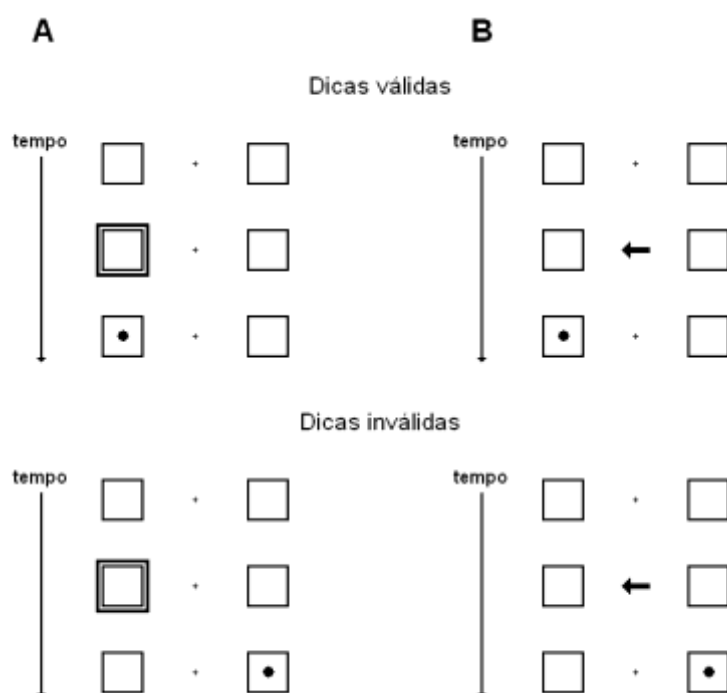 A
B
Dicas válidas
tempo
tempo
Dicas inválidas
tempo
tempo